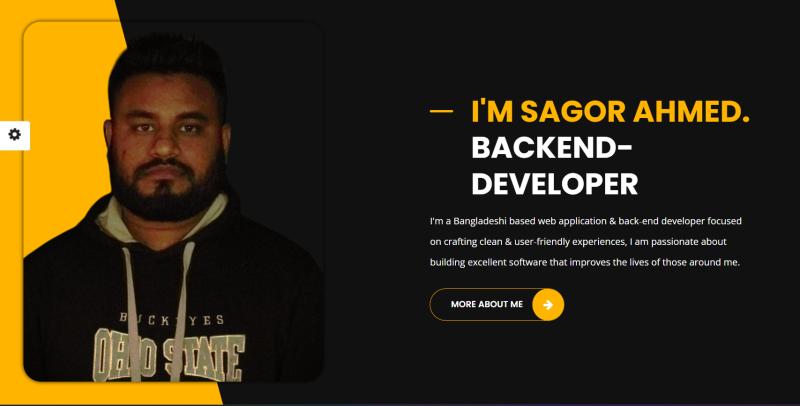 I'M SAGOR AHMED.
BACKEND-
DEVELOPER
I'm a Bangladeshi based web application & back-end developer focused
on crafting clean & user-friendly experiences, I am passionate about
building excellent software that improves the lives of those around me.
MORE ABOUT ME
BUCKEYES
OHIO STATE